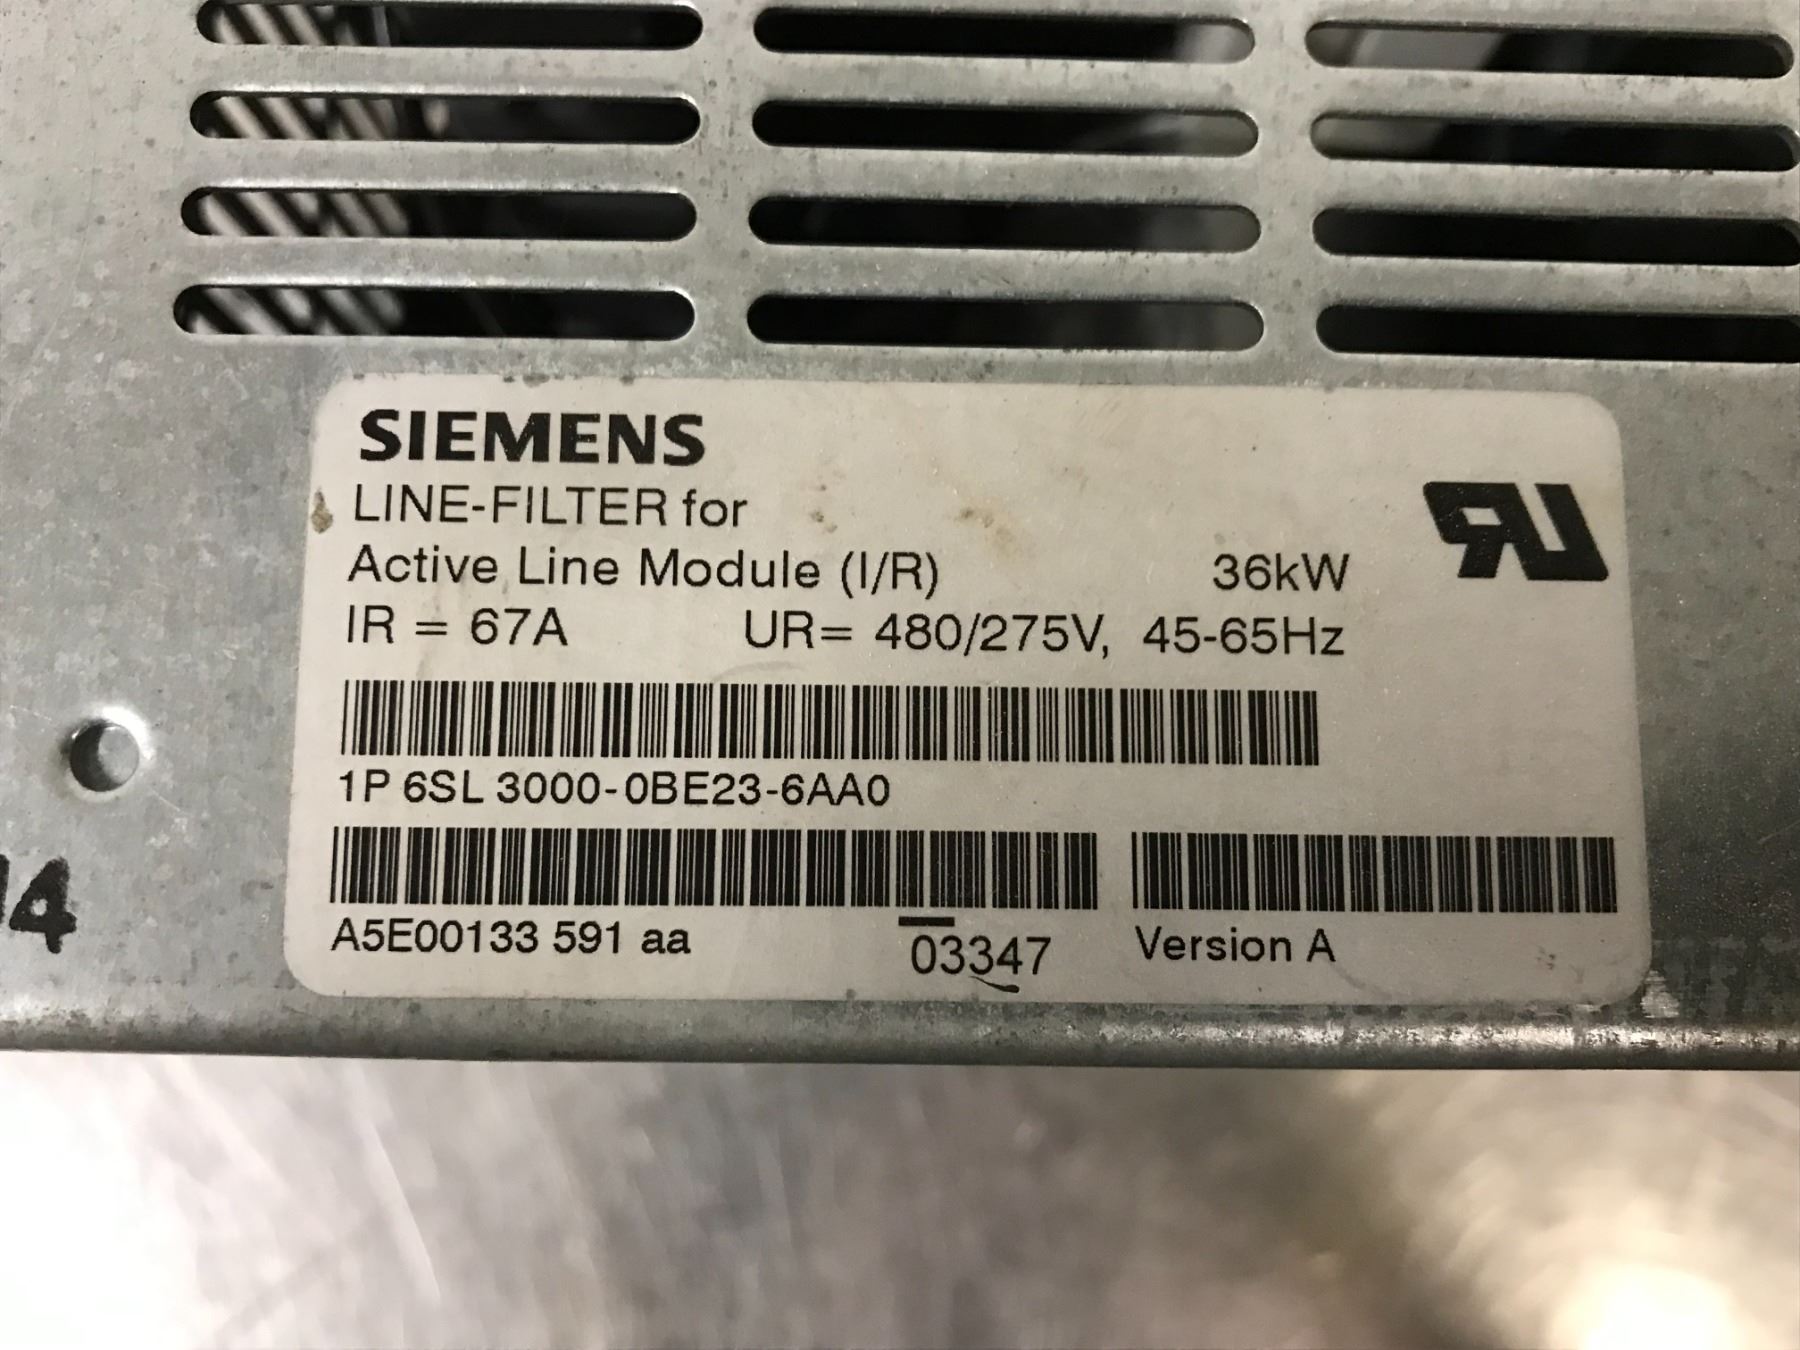 SIEMENS
LINE-FILTER for
Active Line Module (I/R) 36kW
IR = 67A UR= 480/275V, 45-65Hz
1P 6SL 3000-0BE23-6AA0
A5E00133 591 aa 03347 Version A
14